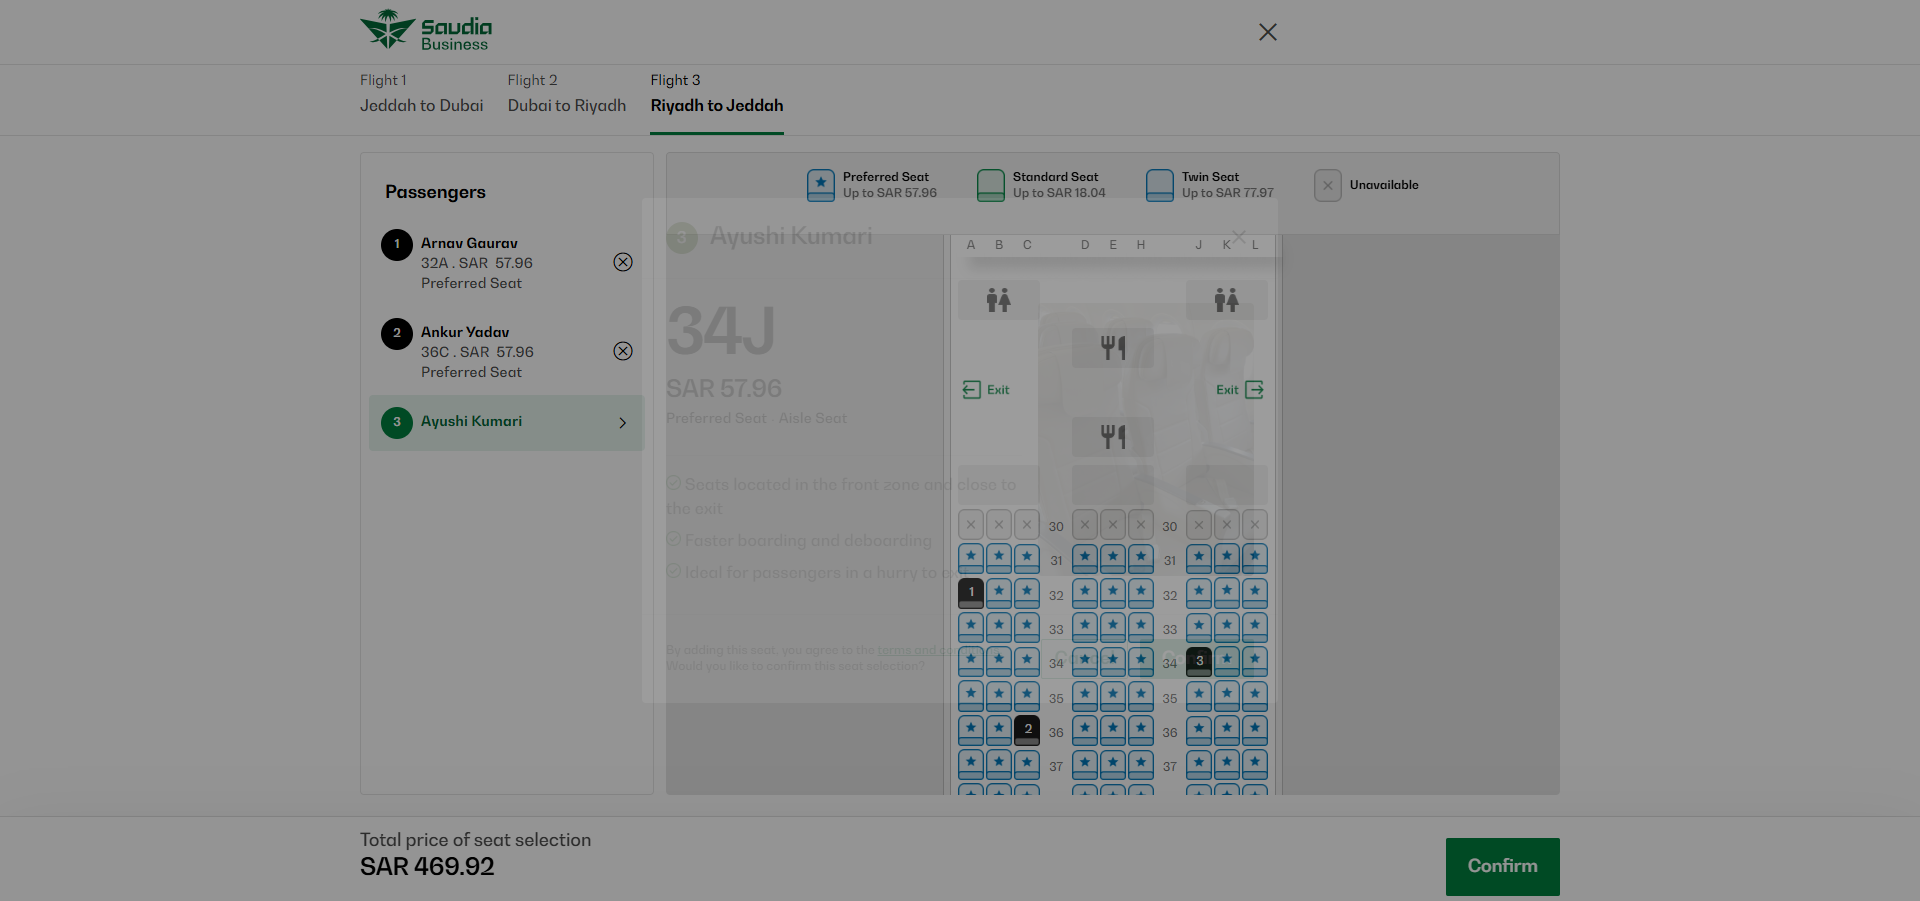 Saudia
Business
Flight 1
Jeddah to Dubai
Flight 2
Dubai to Riyadh
Flight 3
Riyadh to Jeddah
Passengers
1
Arnav Gaurav
32A . SAR 57.96
Preferred Seat
2
Ankur Yadav
36C . SAR 57.96
Preferred Seat
3
Ayushi Kumari
Preferred Seat
Up to SAR 57.96
Standard Seat
Up to SAR 18.04
Twin Seat
Up to SAR 77.97
Unavailable
3 Ayushi Kumari
34J
SAR 57.96
Preferred Seat - Aisle Seat
Seats located in the front zone and close to
the exit
Faster boarding and deboarding
Ideal for passengers in a hurry to
By adding this seat, you agree to the terms and
Would you like to confirm this seat selection?
A B C D E H J K L
Exit Exit
30 30
31 31
1 32 32
33 33
34 34 3
35 35
2 36 36
37 37
Total price of seat selection
SAR 469.92
Confirm